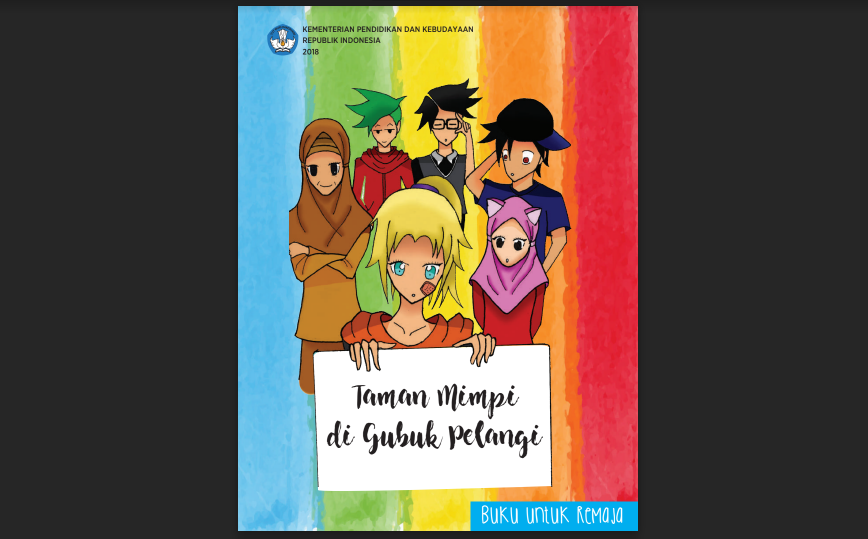 KEMENTERIAN PENDIDIKAN DAN KEBUDAYAAN
REPUBLIK INDONESIA
2018
Taman Mimpi
di Gubuk Pelangi
Buku untuk Remaja